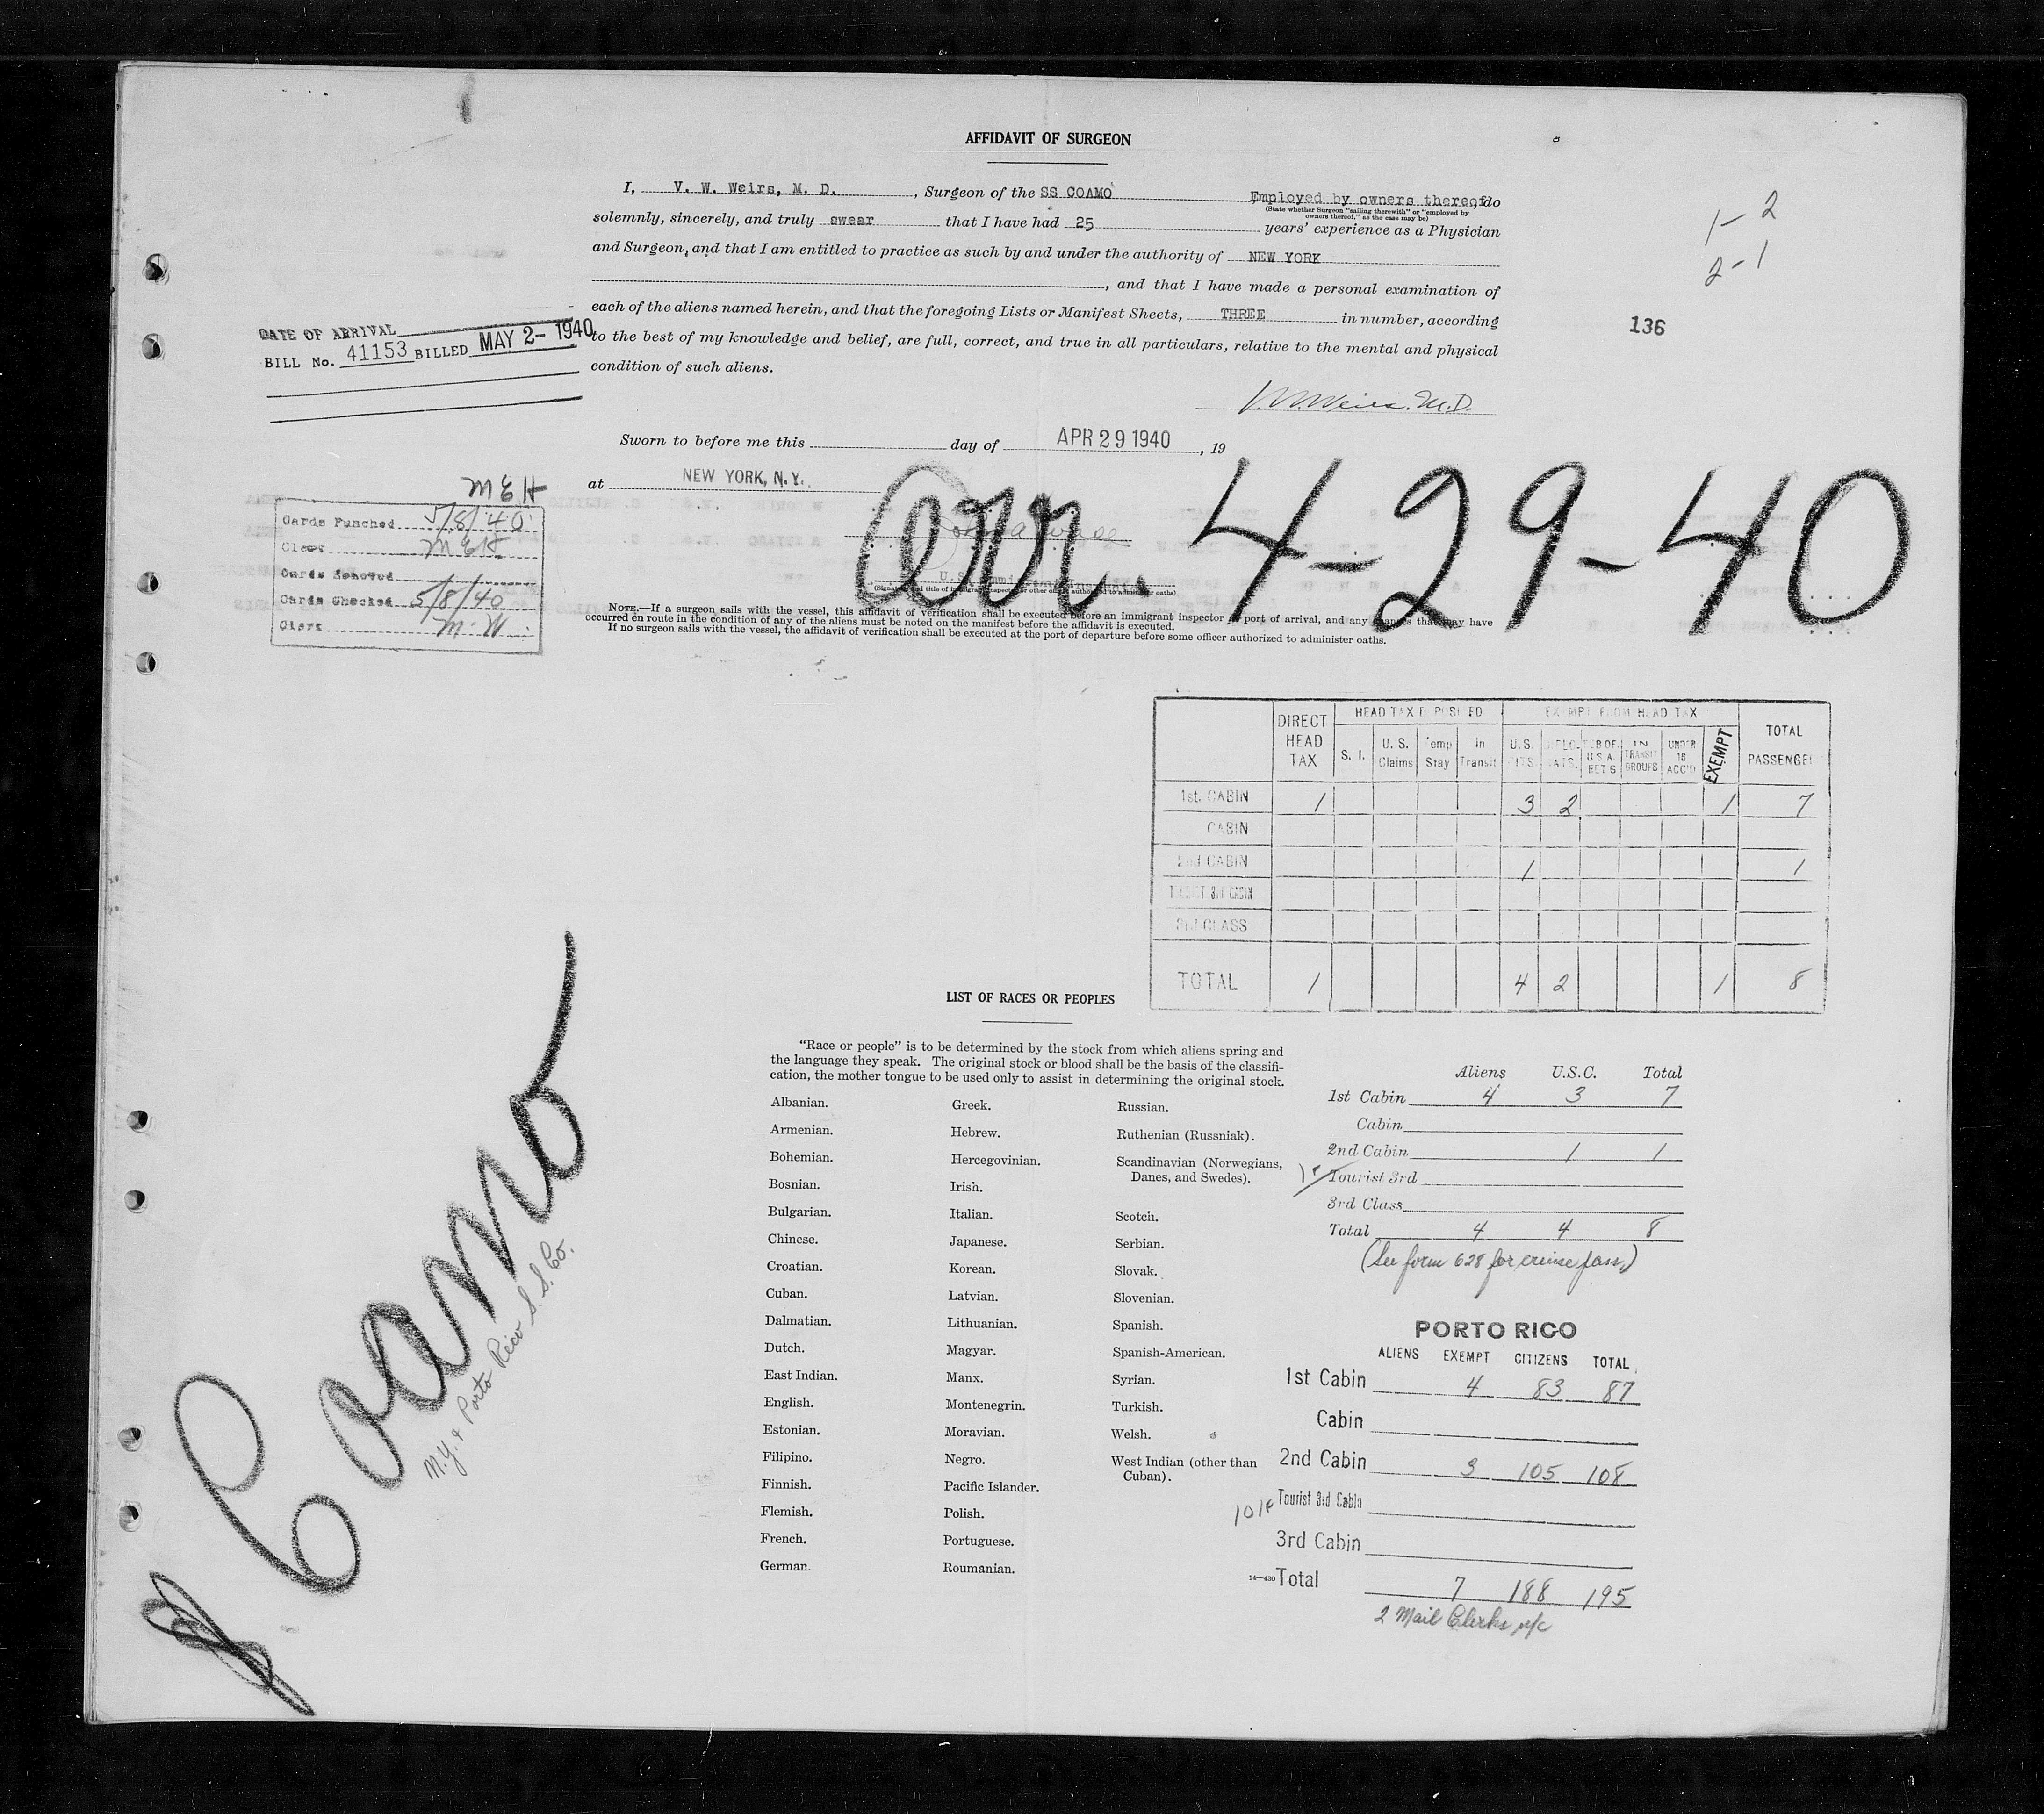 AFFIDAVIT OF SURGEON
I, V. W. Weirs, M. D. , Surgeon of the SS COAMO Employed by owners thereof do
(State whether Surgeon "sailing therewith" or "employed by
owners thereof," as the case may be)
solemnly, sincerely, and truly swear that I have had 25 years' experience as a Physician
and Surgeon, and that I am entitled to practice as such by and under the authority of NEW YORK
, and that I have made a personal examination of
each of the aliens named herein, and that the foregoing Lists or Manifest Sheets, THREE in number, according
to the best of my knowledge and belief, are full, correct, and true in all particulars, relative to the mental and physical
condition of such aliens.
1-2
2-1
136
DATE OF ARRIVAL
BILL No. 41153 BILLED MAY 2- 1940
V.W.Weirs. M.D.
Sworn to before me this day of APR 29 1940, 19
at NEW YORK, N.Y.
Arr. 4-29-40
MEH
Cards Punched 5/8/40
Clerk MEH
Cards Removed
Cards Checked 5/8/40
Clerk M.W.
NOTE.—If a surgeon sails with the vessel, this affidavit of verification shall be executed before an immigrant inspector at port of arrival, and any changes that may have
occurred en route in the condition of any of the aliens must be noted on the manifest before the affidavit is executed.
If no surgeon sails with the vessel, the affidavit of verification shall be executed at the port of departure before some officer authorized to administer oaths.
DIRECT HEAD TAX
HEAD TAX DEPOSITED
EXEMPT FROM HEAD TAX
TOTAL PASSENGER
S. I.
U. S. Claims
Temp Stay
In Transit
U.S. CITS.
DIPLO. MATS.
U.S.A. RET'S
IN TRANSIT GROUPS
UNDER 16 ACC'D
EXEMPT
1st. CABIN 1 3 2 1 7
CABIN
2nd CABIN 1 1
TOURIST 3rd CABIN
3rd CLASS
TOTAL 1 4 2 1 8
LIST OF RACES OR PEOPLES
"Race or people" is to be determined by the stock from which aliens spring and
the language they speak. The original stock or blood shall be the basis of the classifi-
cation, the mother tongue to be used only to assist in determining the original stock.
Albanian.
Armenian.
Bohemian.
Bosnian.
Bulgarian.
Chinese.
Croatian.
Cuban.
Dalmatian.
Dutch.
East Indian.
English.
Estonian.
Filipino.
Finnish.
Flemish.
French.
German.
Greek.
Hebrew.
Hercegovinian.
Irish.
Italian.
Japanese.
Korean.
Latvian.
Lithuanian.
Magyar.
Manx.
Montenegrin.
Moravian.
Negro.
Pacific Islander.
Polish.
Portuguese.
Roumanian.
Russian.
Ruthenian (Russniak).
Scandinavian (Norwegians,
Danes, and Swedes).
Scotch.
Serbian.
Slovak.
Slovenian.
Spanish.
Spanish-American.
Syrian.
Turkish.
Welsh.
West Indian (other than
Cuban).
Aliens U.S.C. Total
1st Cabin 4 3 7
Cabin
2nd Cabin 1 1
Tourist 3rd
3rd Class
Total 4 4 8
(See form 628 for cruise pass.)
PORTO RICO
ALIENS EXEMPT CITIZENS TOTAL
1st Cabin 4 83 87
Cabin
2nd Cabin 3 105 108
Tourist 3rd Cabin
3rd Cabin
14—430 Total 7 188 195
2 Mail Clerks n/c
Coamo
N.Y. & Porto Rico S.S. Co.